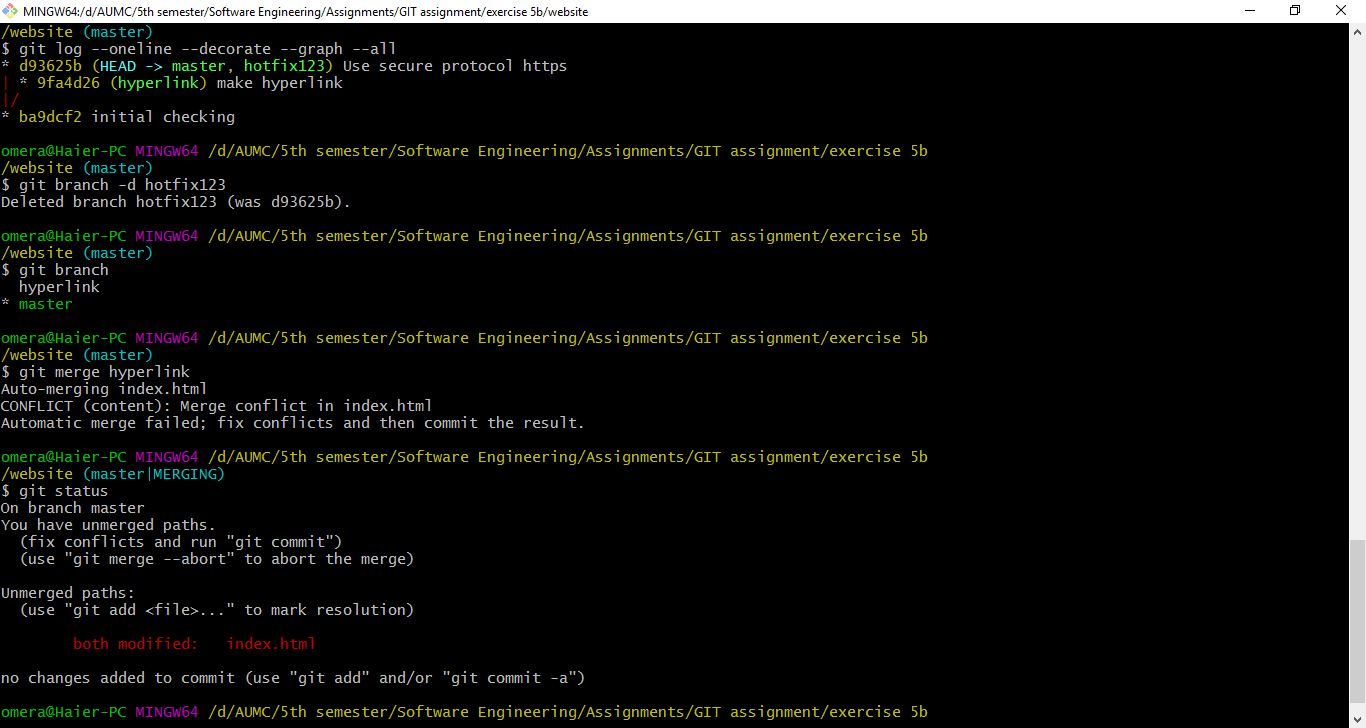 MINGW64:/d/AUMC/5th semester/Software Engineering/Assignments/GIT assignment/exercise 5b/website
/website (master)
$ git log --oneline --decorate --graph --all
* d93625b (HEAD -> master, hotfix123) Use secure protocol https
| * 9fa4d26 (hyperlink) make hyperlink
|/
* ba9dcf2 initial checking
omera@Haier-PC MINGW64 /d/AUMC/5th semester/Software Engineering/Assignments/GIT assignment/exercise 5b
/website (master)
$ git branch -d hotfix123
Deleted branch hotfix123 (was d93625b).
omera@Haier-PC MINGW64 /d/AUMC/5th semester/Software Engineering/Assignments/GIT assignment/exercise 5b
/website (master)
$ git branch
  hyperlink
* master
omera@Haier-PC MINGW64 /d/AUMC/5th semester/Software Engineering/Assignments/GIT assignment/exercise 5b
/website (master)
$ git merge hyperlink
Auto-merging index.html
CONFLICT (content): Merge conflict in index.html
Automatic merge failed; fix conflicts and then commit the result.
omera@Haier-PC MINGW64 /d/AUMC/5th semester/Software Engineering/Assignments/GIT assignment/exercise 5b
/website (master|MERGING)
$ git status
On branch master
You have unmerged paths.
  (fix conflicts and run "git commit")
  (use "git merge --abort" to abort the merge)
Unmerged paths:
  (use "git add <file>..." to mark resolution)
        both modified:   index.html
no changes added to commit (use "git add" and/or "git commit -a")
omera@Haier-PC MINGW64 /d/AUMC/5th semester/Software Engineering/Assignments/GIT assignment/exercise 5b